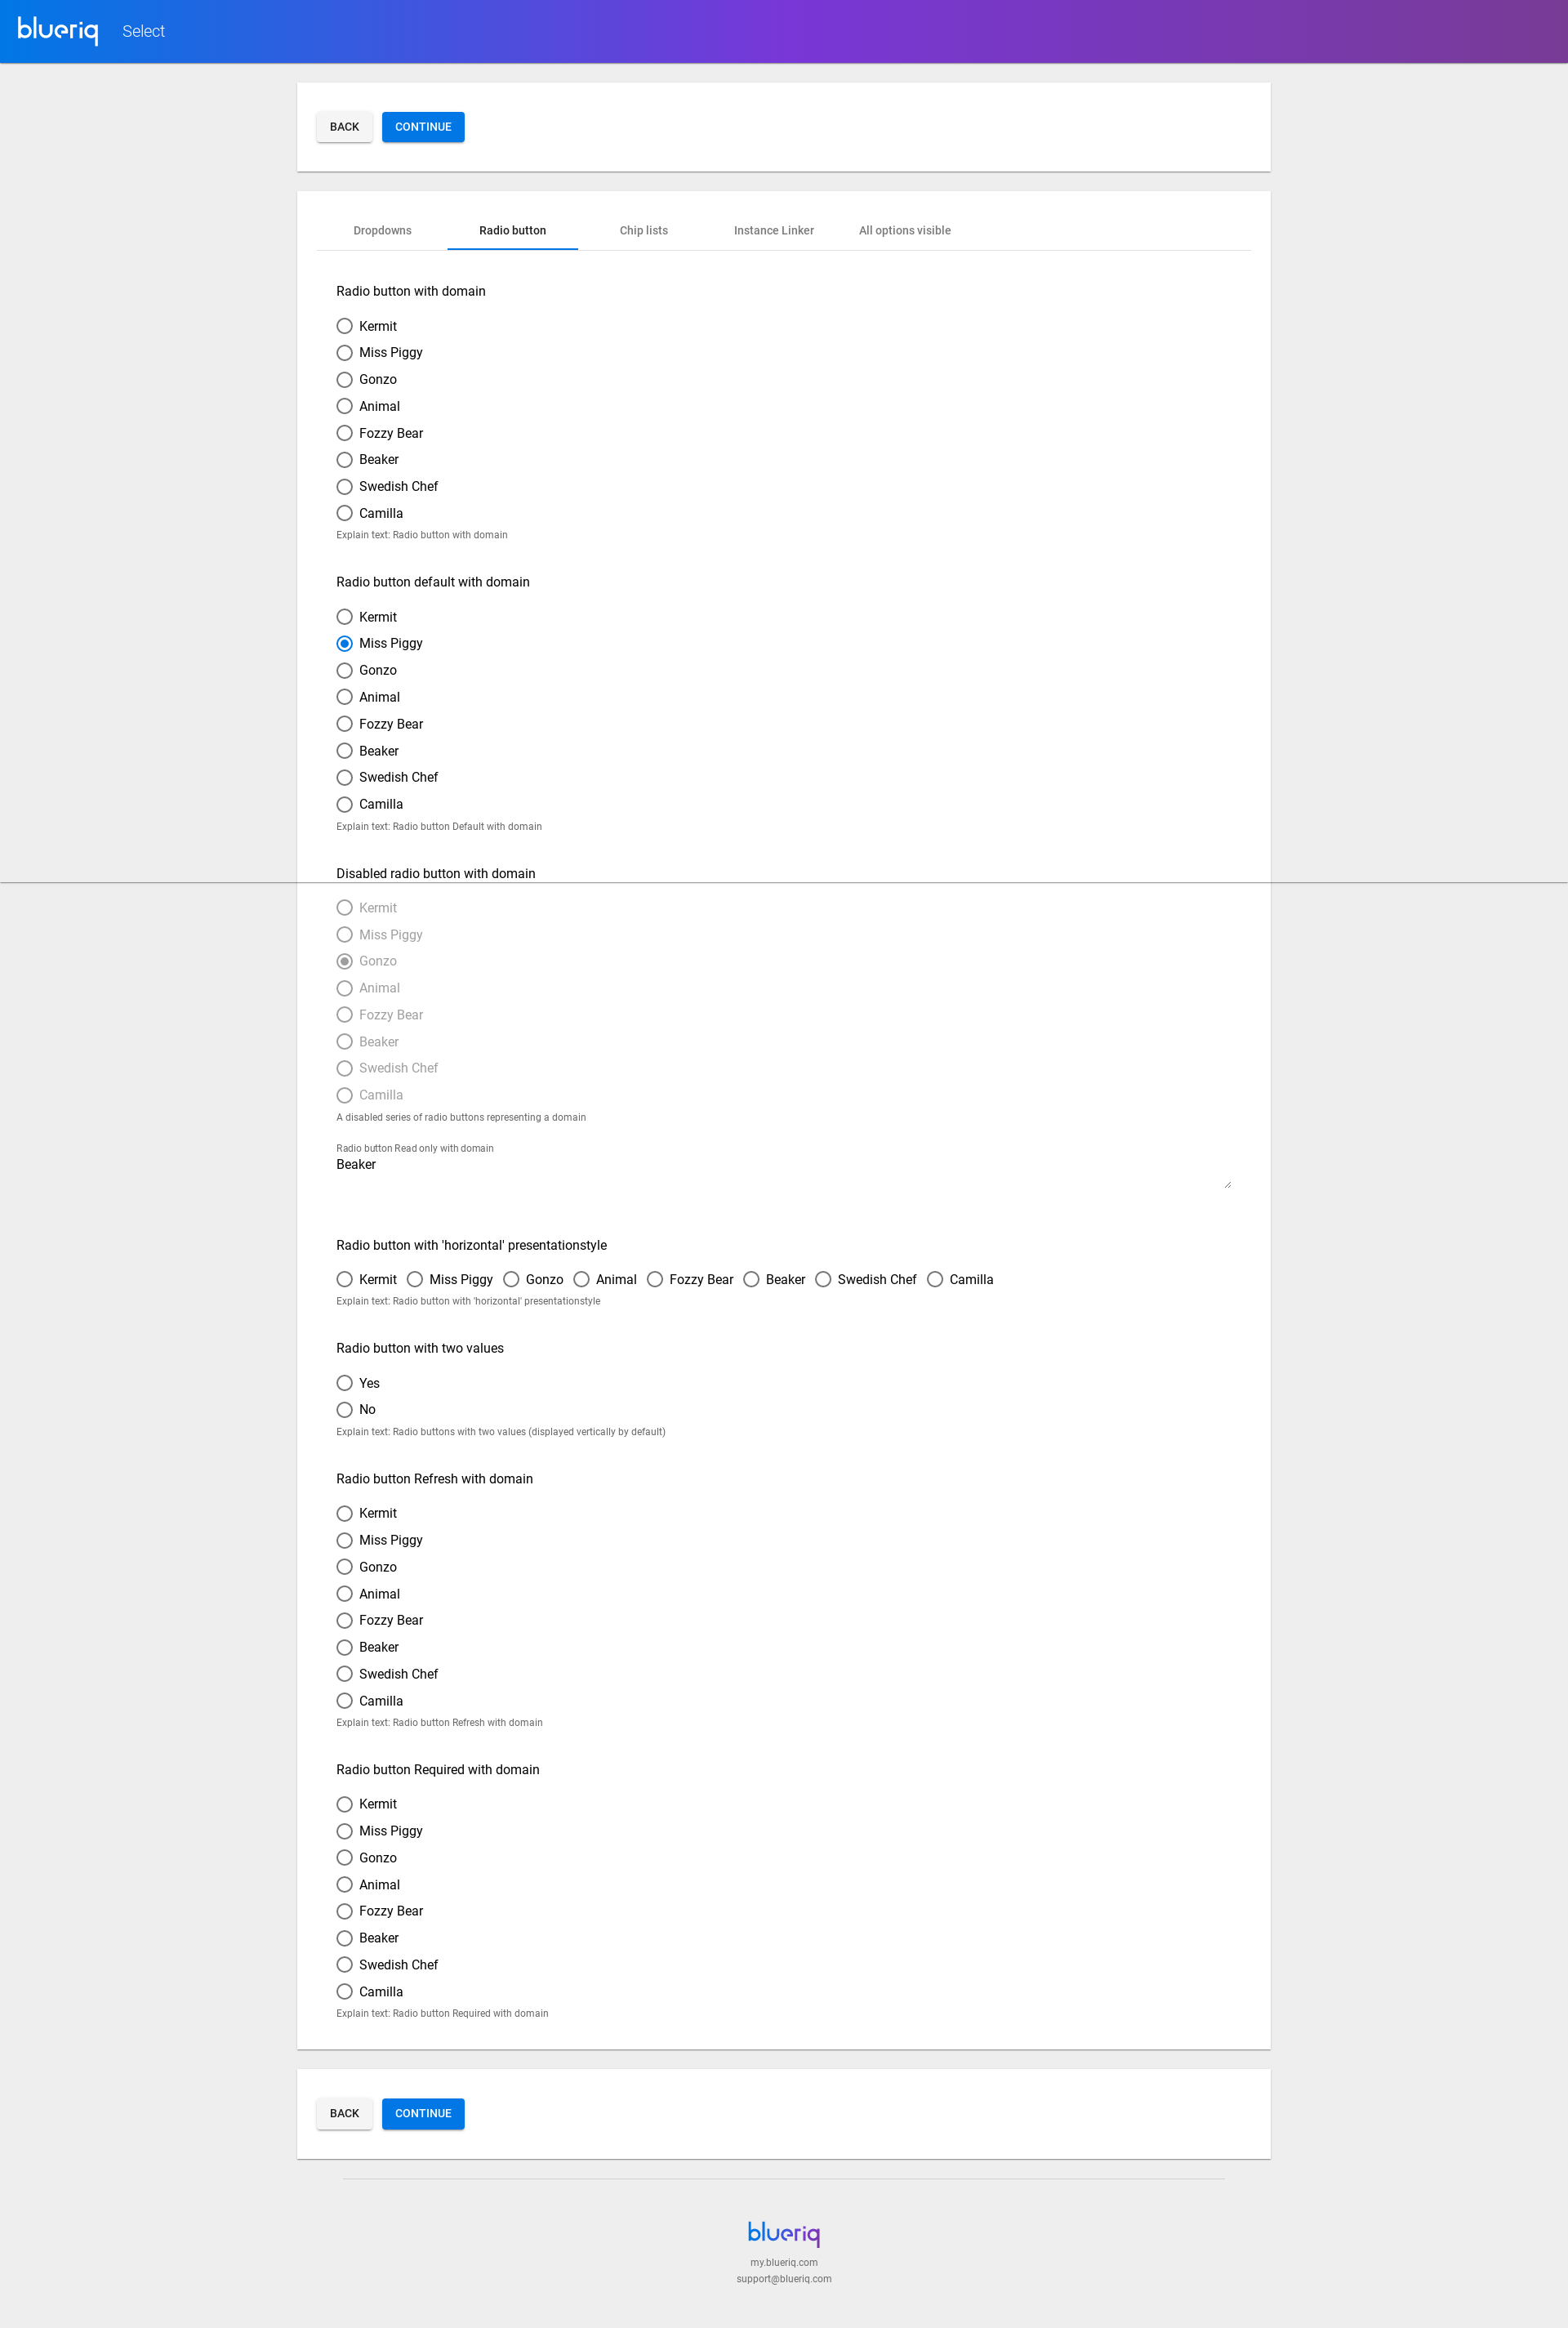 blueriq Select
BACK CONTINUE
Dropdowns Radio button Chip lists Instance Linker All options visible
Radio button with domain
Kermit
Miss Piggy
Gonzo
Animal
Fozzy Bear
Beaker
Swedish Chef
Camilla
Explain text: Radio button with domain
Radio button default with domain
Kermit
Miss Piggy
Gonzo
Animal
Fozzy Bear
Beaker
Swedish Chef
Camilla
Explain text: Radio button Default with domain
Disabled radio button with domain
Kermit
Miss Piggy
Gonzo
Animal
Fozzy Bear
Beaker
Swedish Chef
Camilla
A disabled series of radio buttons representing a domain
Radio button Read only with domain
Beaker
Radio button with 'horizontal' presentationstyle
Kermit Miss Piggy Gonzo Animal Fozzy Bear Beaker Swedish Chef Camilla
Explain text: Radio button with 'horizontal' presentationstyle
Radio button with two values
Yes
No
Explain text: Radio buttons with two values (displayed vertically by default)
Radio button Refresh with domain
Kermit
Miss Piggy
Gonzo
Animal
Fozzy Bear
Beaker
Swedish Chef
Camilla
Explain text: Radio button Refresh with domain
Radio button Required with domain
Kermit
Miss Piggy
Gonzo
Animal
Fozzy Bear
Beaker
Swedish Chef
Camilla
Explain text: Radio button Required with domain
BACK CONTINUE
blueriq
my.blueriq.com
support@blueriq.com